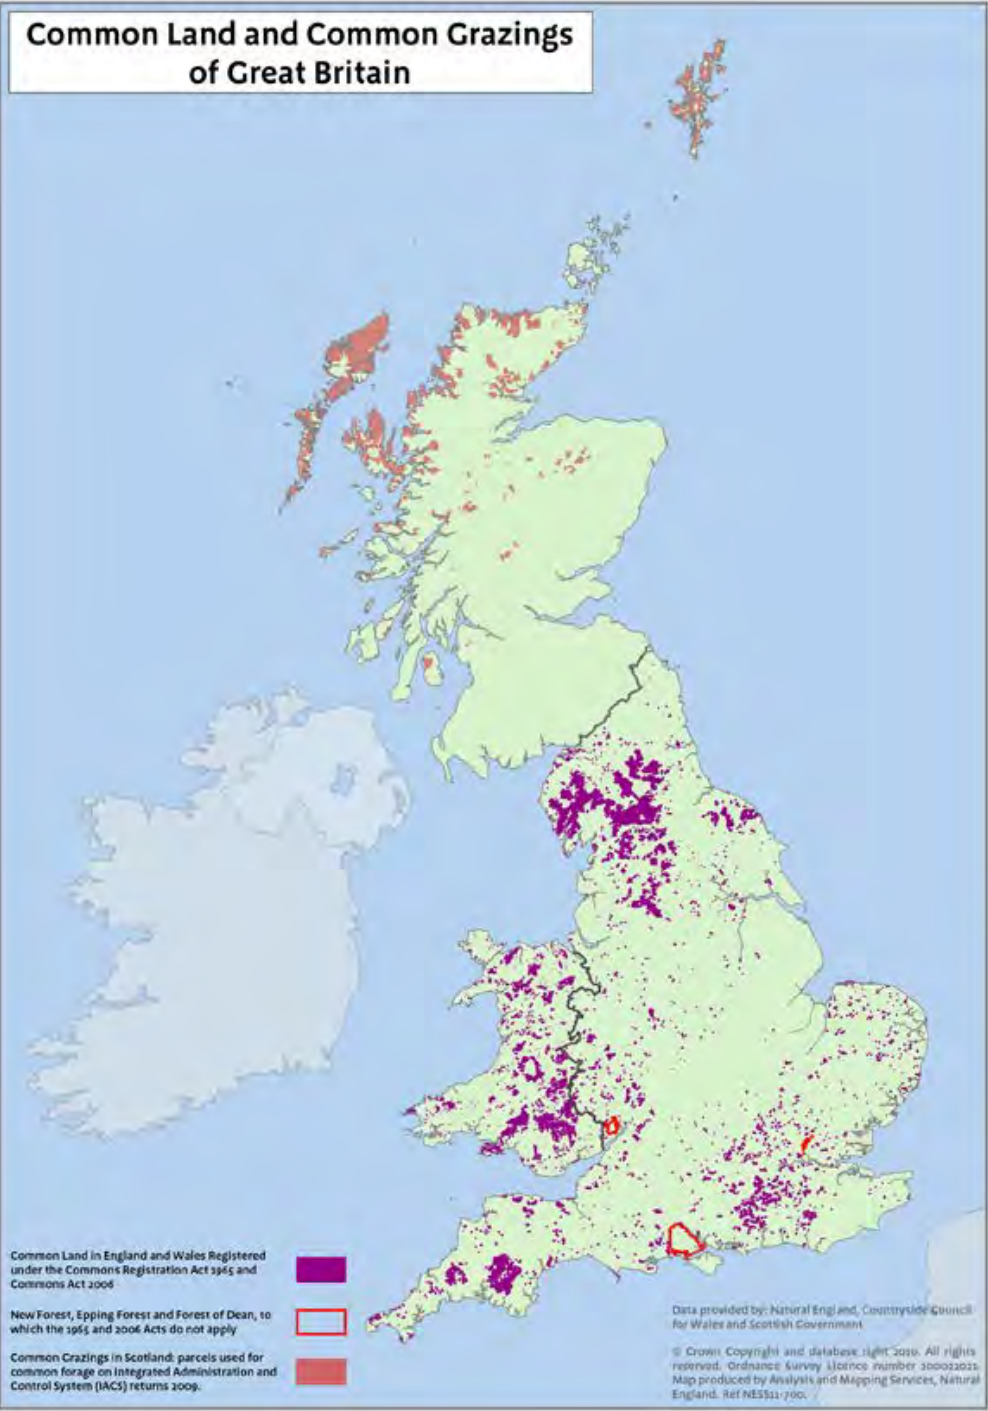 Common Land and Common Grazings
of Great Britain
Common Land in England and Wales Registered
under the Commons Registration Act 1965 and
Commons Act 2006
New Forest, Epping Forest and Forest of Dean, to
which the 1965 and 2006 Acts do not apply
Common Grazings in Scotland: parcels used for
common forage on Integrated Administration and
Control System (IACS) returns 2009.
Data provided by: Natural England, Countryside Council
for Wales and Scottish Government
© Crown Copyright and database right 2010. All rights
reserved. Ordnance Survey Licence number 100022021.
Map produced by Analysis and Mapping Services, Natural
England. Ref NESS11-700.